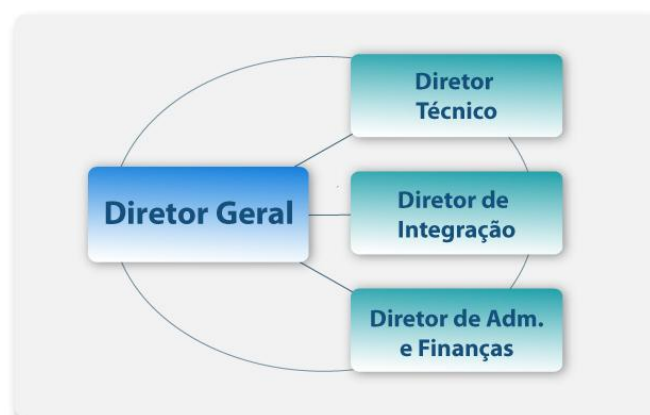 Diretor
Técnico
Diretor Geral
Diretor de
Integração
Diretor de Adm.
e Finanças